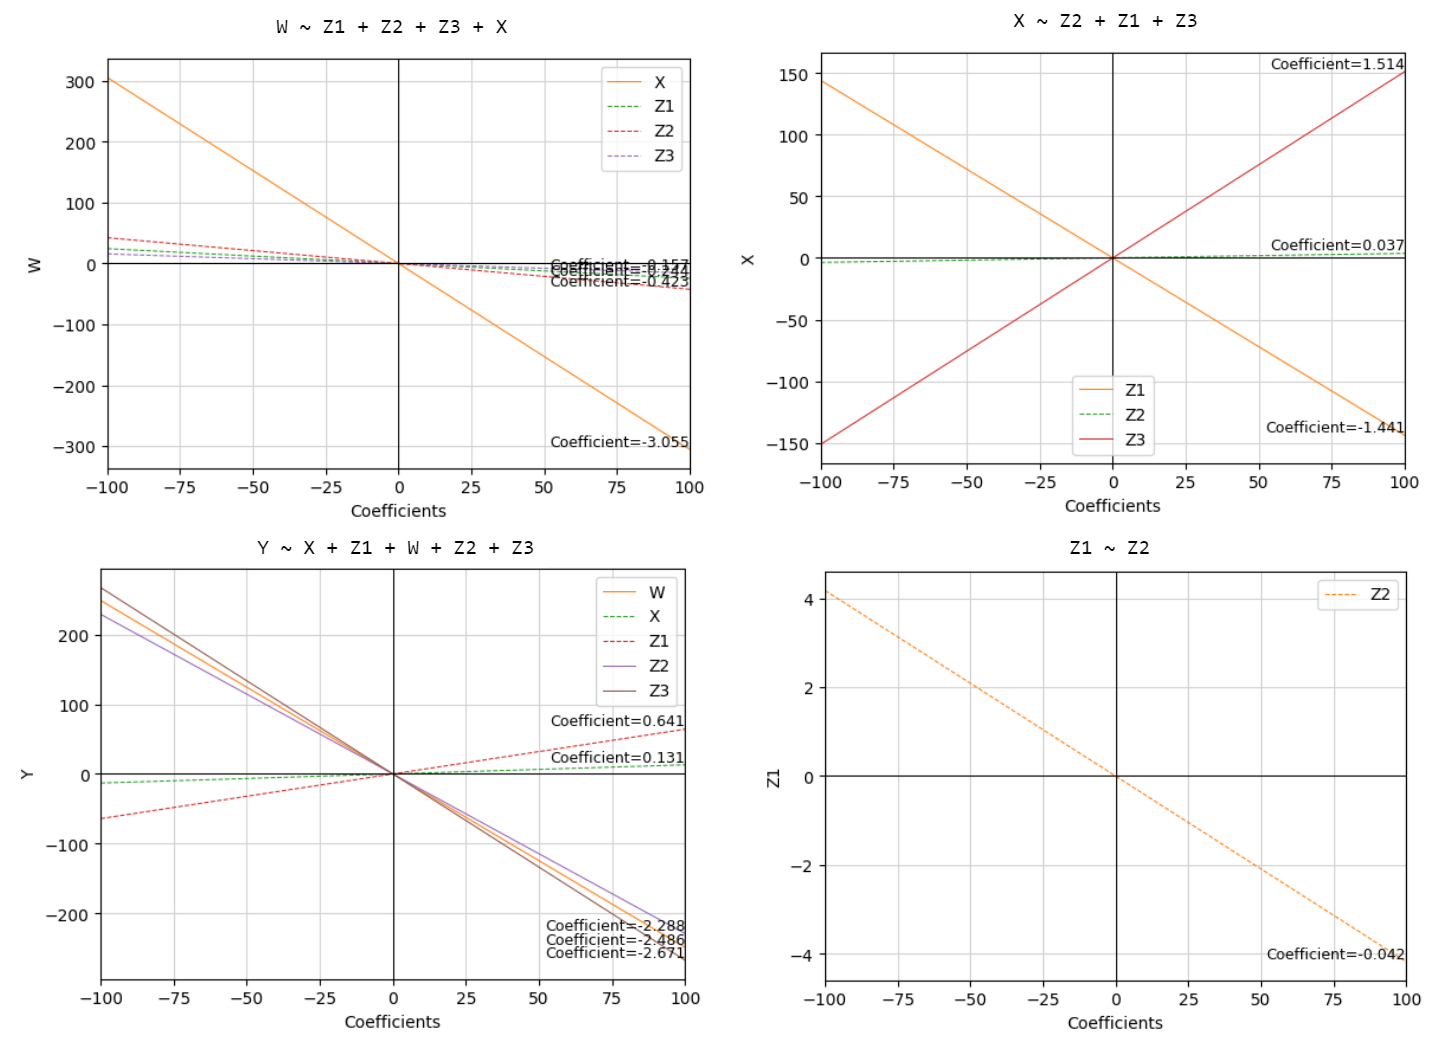 W ~ Z1 + Z2 + Z3 + X
300
200
100
0
−100
−200
−300
W
X
Z1
Z2
Z3
Coefficient=-0.157
Coefficient=-0.423
Coefficient=-3.055
−100 −75 −50 −25 0 25 50 75 100
Coefficients
X ~ Z2 + Z1 + Z3
150
100
50
0
−50
−100
−150
X
Coefficient=1.514
Coefficient=0.037
Coefficient=-1.441
Z1
Z2
Z3
−100 −75 −50 −25 0 25 50 75 100
Coefficients
Y ~ X + Z1 + W + Z2 + Z3
200
100
0
−100
−200
Y
W
X
Z1
Z2
Z3
Coefficient=0.641
Coefficient=0.131
Coefficient=-2.288
Coefficient=-2.486
Coefficient=-2.671
−100 −75 −50 −25 0 25 50 75 100
Coefficients
Z1 ~ Z2
4
2
0
−2
−4
Z1
Z2
Coefficient=-0.042
−100 −75 −50 −25 0 25 50 75 100
Coefficients